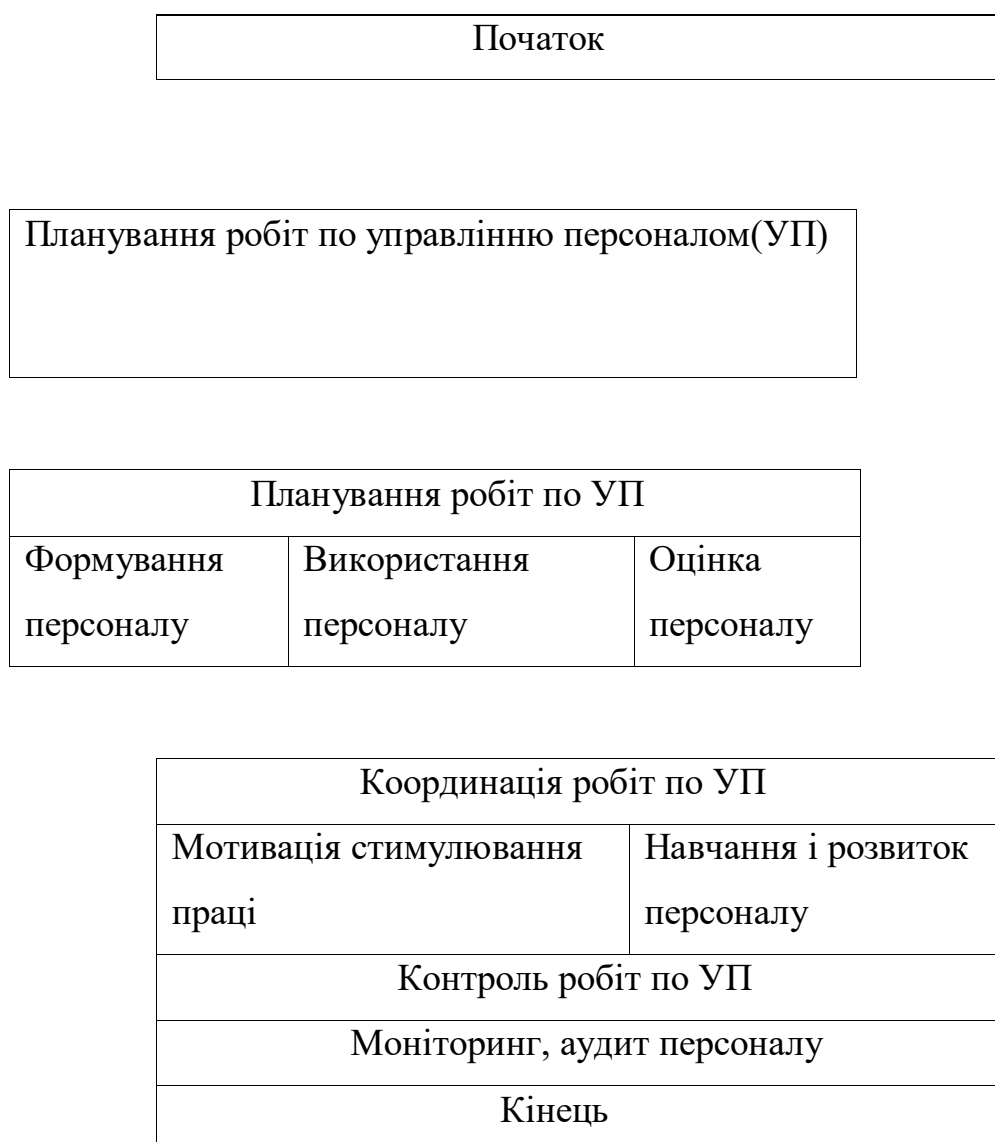 Початок
Планування робіт по управлінню персоналом(УП)
Планування робіт по УП
Формування персоналу
Використання персоналу
Оцінка персоналу
Координація робіт по УП
Мотивація стимулювання праці
Навчання і розвиток персоналу
Контроль робіт по УП
Моніторинг, аудит персоналу
Кінець